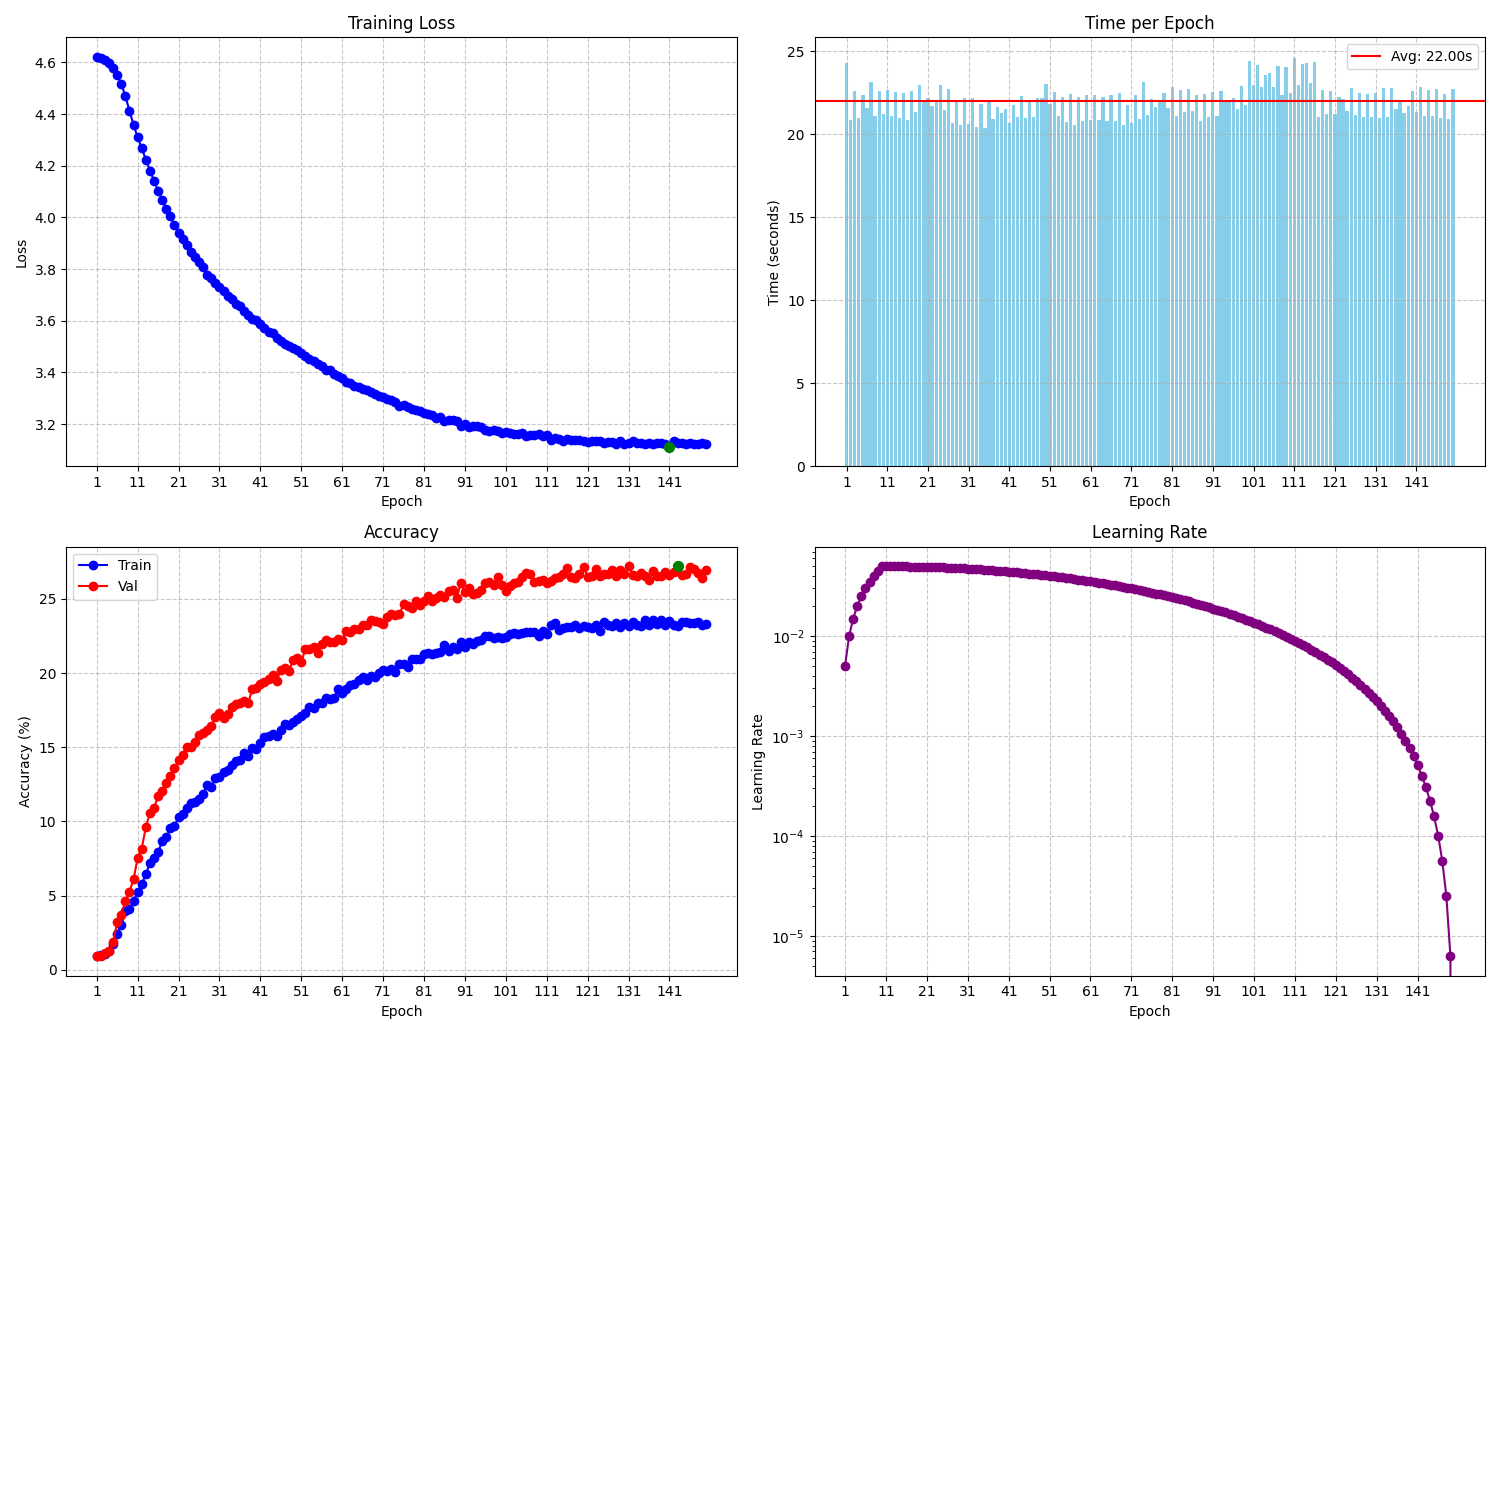 Training Loss
4.6
4.4
4.2
4.0
3.8
3.6
3.4
3.2
Loss
1 11 21 31 41 51 61 71 81 91 101 111 121 131 141
Epoch
Time per Epoch
Avg: 22.00s
25
20
15
10
5
0
Time (seconds)
1 11 21 31 41 51 61 71 81 91 101 111 121 131 141
Epoch
Accuracy
Train
Val
25
20
15
10
5
0
Accuracy (%)
1 11 21 31 41 51 61 71 81 91 101 111 121 131 141
Epoch
Learning Rate
10⁻²
10⁻³
10⁻⁴
10⁻⁵
Learning Rate
1 11 21 31 41 51 61 71 81 91 101 111 121 131 141
Epoch